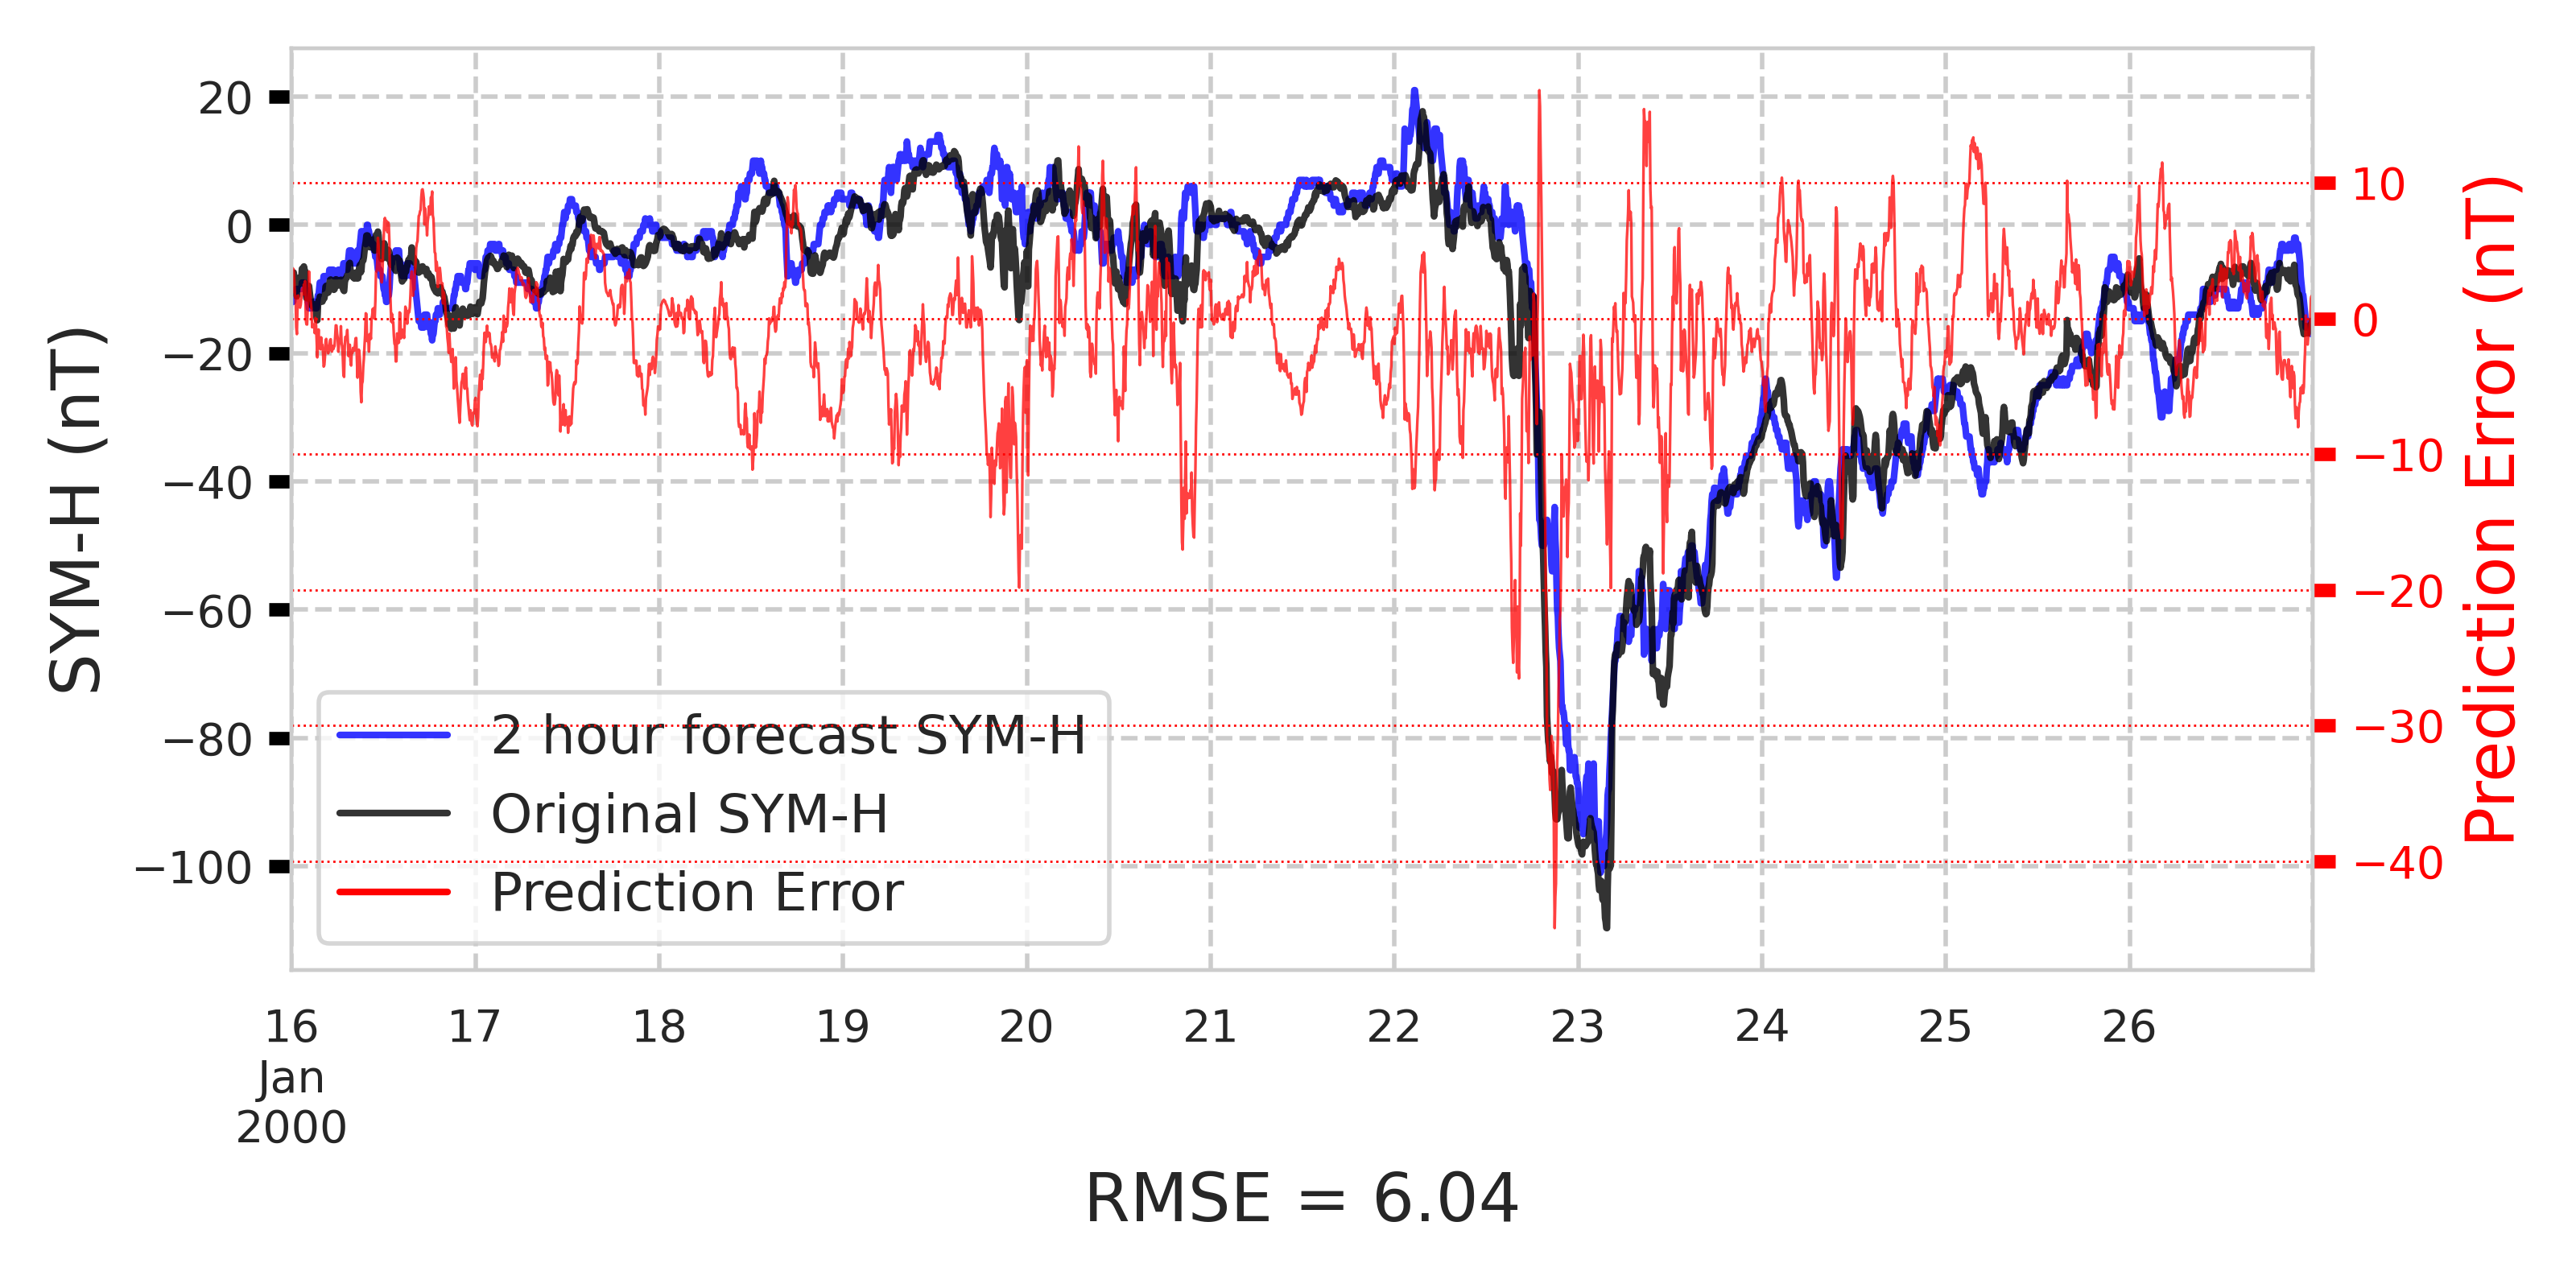 20
0
−20
−40
−60
−80
−100
SYM-H (nT)
10
0
−10
−20
−30
−40
Prediction Error (nT)
2 hour forecast SYM-H
Original SYM-H
Prediction Error
16 17 18 19 20 21 22 23 24 25 26
Jan
2000
RMSE = 6.04